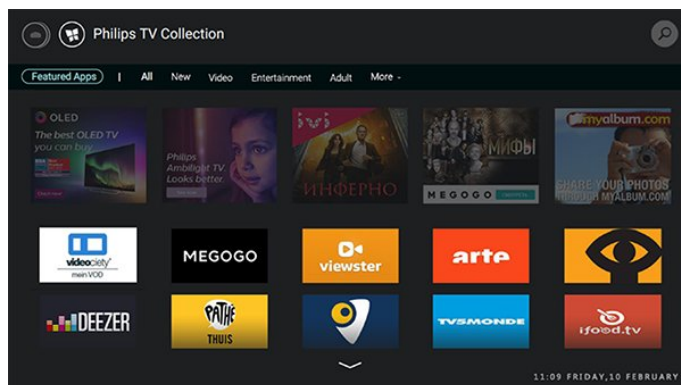 Philips TV Collection
Featured Apps | All New Video Entertainment Adult More
OLED
The best OLED TV
you can buy
Philips
Ambilight TV
Looks better.
ИНФЕРНО
МИФЫ
MEGOGO
myalbum.com
SHARE YOUR PHOTOS
THROUGH MYALBUM.COM
videociety
mein VOD
MEGOGO
viewster
arte
DEEZER
PATHÉ
THUIS
TV5MONDE
ifood.tv
11:09 FRIDAY,10 FEBRUARY